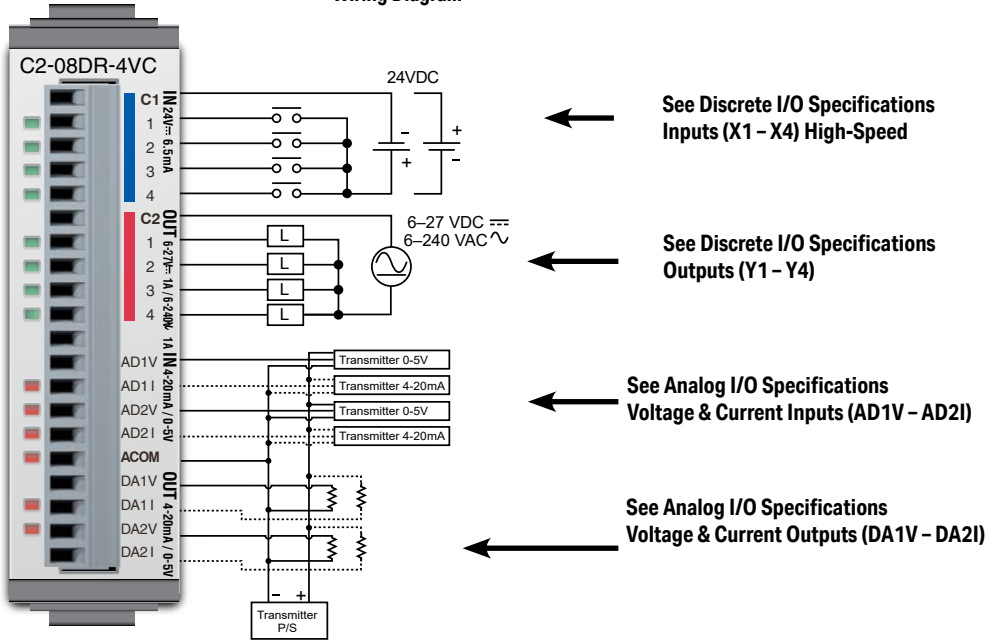 Wiring Diagram
C2-08DR-4VC
C1
1
2
3
4
IN 24V⎓ 6.5mA
C2
1
2
3
4
OUT 6-27V⎓ 1A / 6-240V∿ 1A
AD1V
AD1 I
AD2V
AD2 I
ACOM
IN 4-20mA / 0-5V
DA1V
DA1 I
DA2V
DA2 I
OUT 4-20mA / 0-5V
24VDC
-
+
+
-
L
L
L
L
6–27 VDC ⎓
6–240 VAC ∿
Transmitter 0-5V
Transmitter 4-20mA
Transmitter 0-5V
Transmitter 4-20mA
- +
Transmitter
P/S
See Discrete I/O Specifications
Inputs (X1 – X4) High-Speed
See Discrete I/O Specifications
Outputs (Y1 – Y4)
See Analog I/O Specifications
Voltage & Current Inputs (AD1V – AD2I)
See Analog I/O Specifications
Voltage & Current Outputs (DA1V – DA2I)